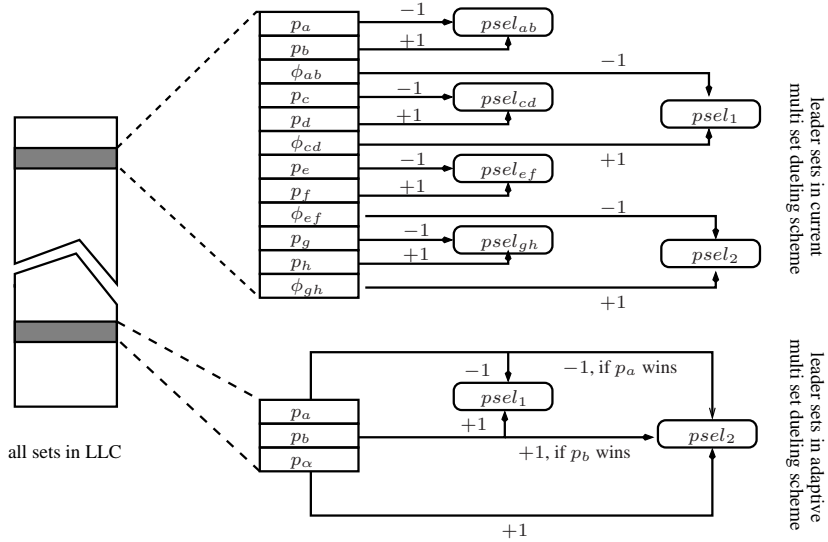 p_a
−1
psel_ab
p_b
+1
ϕ_ab
−1
p_c
−1
psel_cd
p_d
+1
psel_1
ϕ_cd
+1
p_e
−1
psel_ef
p_f
+1
ϕ_ef
−1
p_g
−1
psel_gh
p_h
+1
psel_2
ϕ_gh
+1
leader sets in current
multi set dueling scheme
all sets in LLC
−1
−1, if p_a wins
psel_1
p_a
+1
p_b
+1, if p_b wins
psel_2
p_α
+1
leader sets in adaptive
multi set dueling scheme